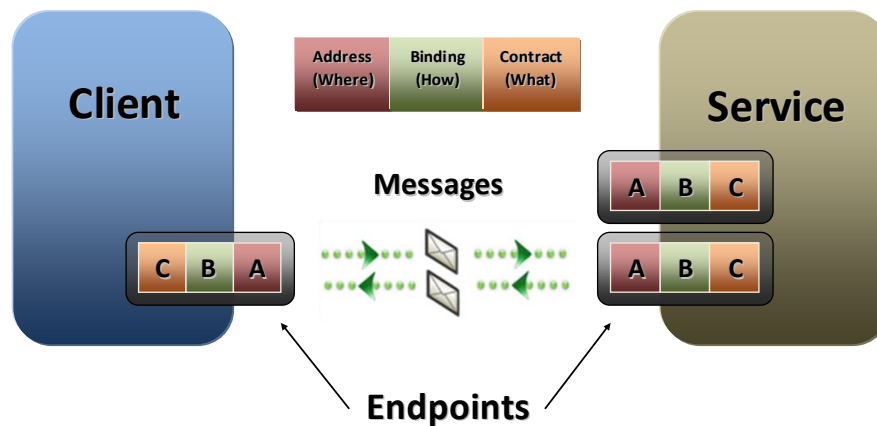 Client
Address Binding Contract
(Where) (How) (What)
Service
Messages
A B C
C B A
A B C
Endpoints